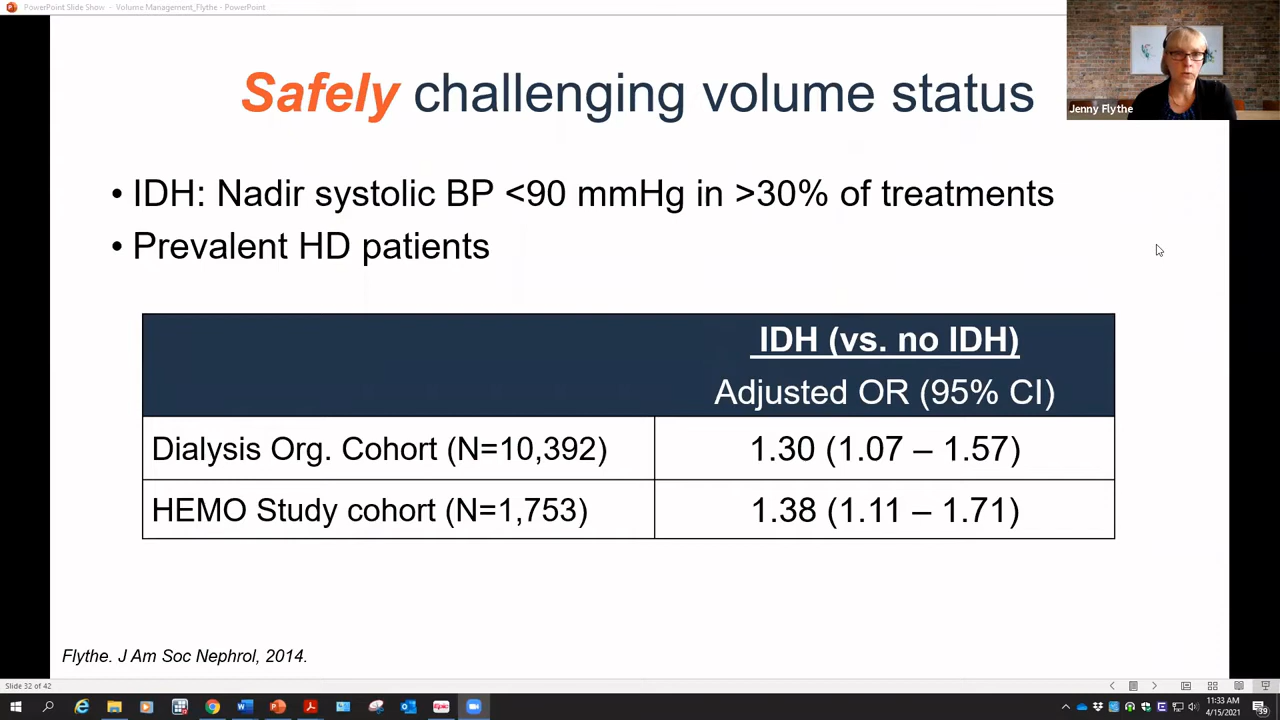 PowerPoint Slide Show - Volume Management_Flythe - PowerPoint
Safely challenging volume status
Jenny Flythe
• IDH: Nadir systolic BP <90 mmHg in >30% of treatments
• Prevalent HD patients
IDH (vs. no IDH)
Adjusted OR (95% CI)
Dialysis Org. Cohort (N=10,392) 1.30 (1.07 – 1.57)
HEMO Study cohort (N=1,753) 1.38 (1.11 – 1.71)
Flythe. J Am Soc Nephrol, 2014.
Slide 32 of 42
Epic
11:33 AM
4/15/2021
39